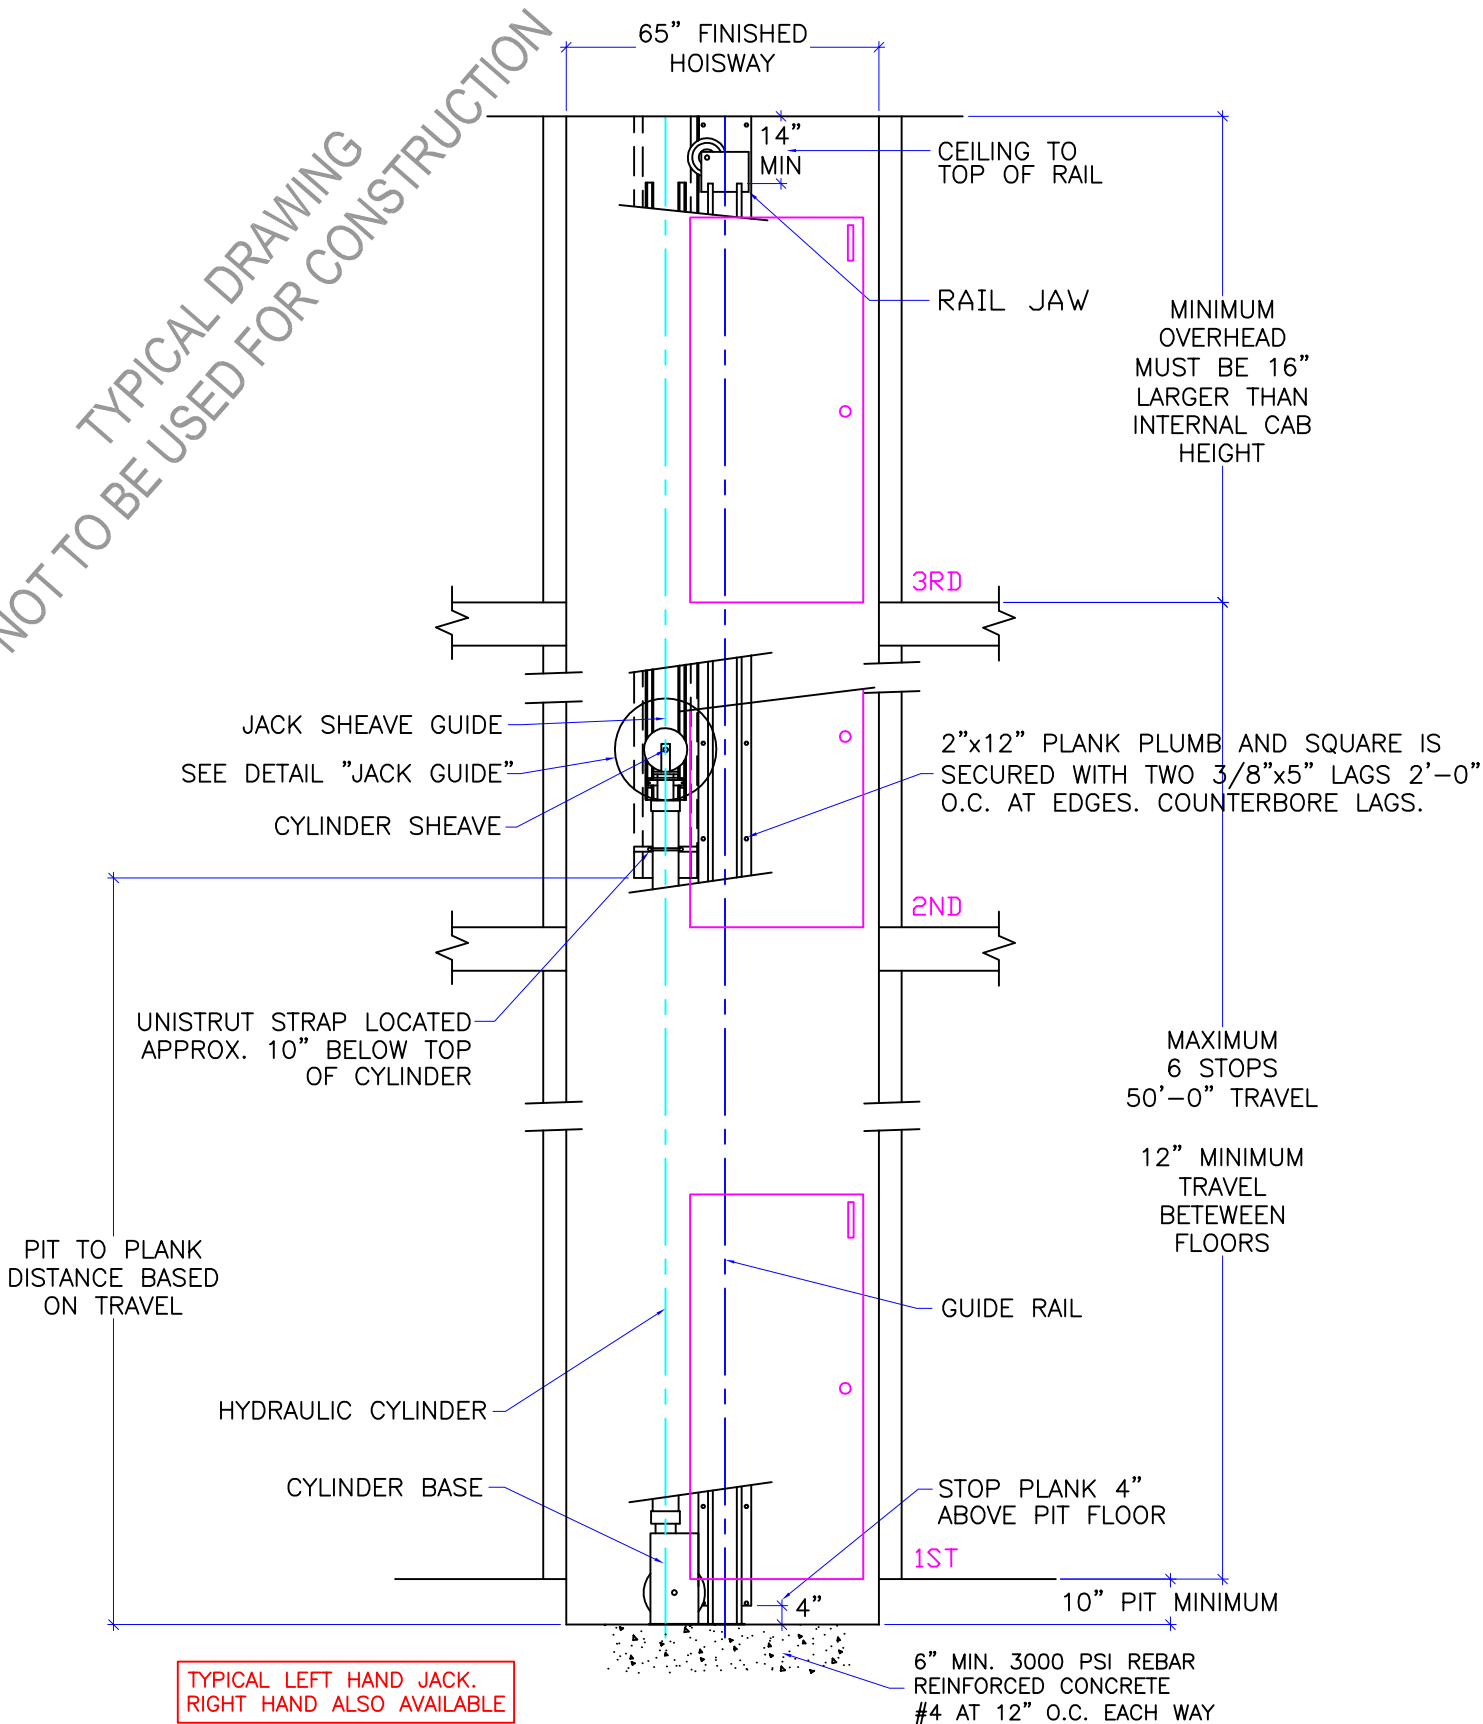 65” FINISHED
HOISWAY
TYPICAL DRAWING
NOT TO BE USED FOR CONSTRUCTION
14”
MIN
CEILING TO
TOP OF RAIL
RAIL JAW
MINIMUM
OVERHEAD
MUST BE 16”
LARGER THAN
INTERNAL CAB
HEIGHT
3RD
JACK SHEAVE GUIDE
SEE DETAIL ”JACK GUIDE”
CYLINDER SHEAVE
2”x12” PLANK PLUMB AND SQUARE IS
SECURED WITH TWO 3/8”x5” LAGS 2’-0”
O.C. AT EDGES. COUNTERBORE LAGS.
2ND
UNISTRUT STRAP LOCATED
APPROX. 10” BELOW TOP
OF CYLINDER
MAXIMUM
6 STOPS
50’-0” TRAVEL
12” MINIMUM
TRAVEL
BETEWEEN
FLOORS
PIT TO PLANK
DISTANCE BASED
ON TRAVEL
GUIDE RAIL
HYDRAULIC CYLINDER
CYLINDER BASE
STOP PLANK 4”
ABOVE PIT FLOOR
1ST
4”
10” PIT MINIMUM
6” MIN. 3000 PSI REBAR
REINFORCED CONCRETE
#4 AT 12” O.C. EACH WAY
TYPICAL LEFT HAND JACK.
RIGHT HAND ALSO AVAILABLE